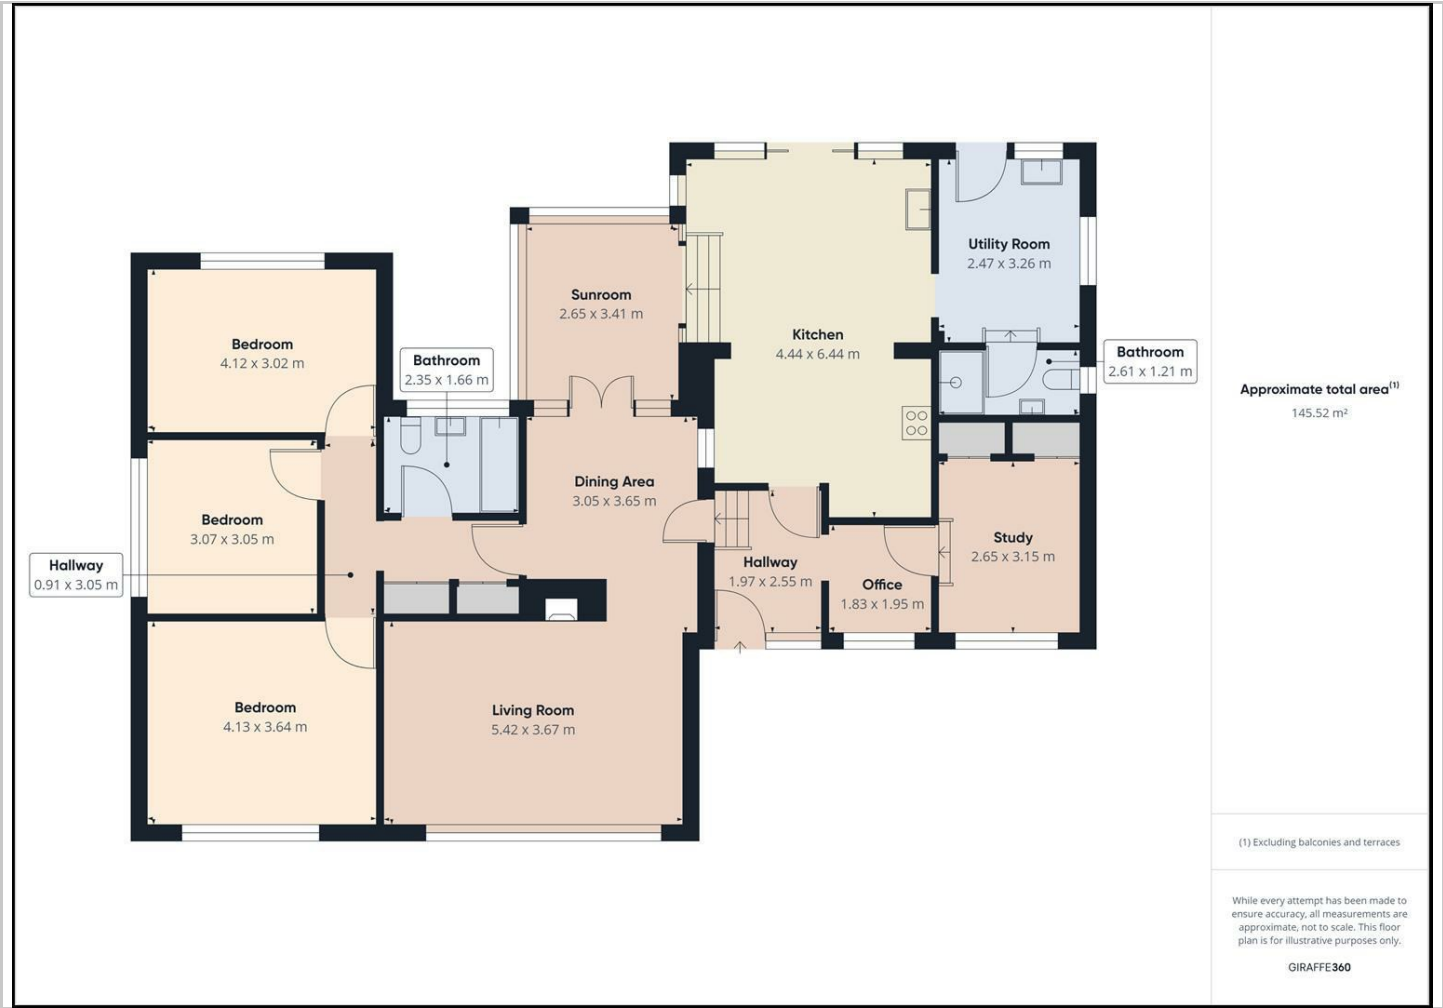 Utility Room
2.47 x 3.26 m
Sunroom
2.65 x 3.41 m
Kitchen
4.44 x 6.44 m
Bedroom
4.12 x 3.02 m
Bathroom
2.35 x 1.66 m
Bathroom
2.61 x 1.21 m
Dining Area
3.05 x 3.65 m
Bedroom
3.07 x 3.05 m
Hallway
0.91 x 3.05 m
Hallway
1.97 x 2.55 m
Office
1.83 x 1.95 m
Study
2.65 x 3.15 m
Bedroom
4.13 x 3.64 m
Living Room
5.42 x 3.67 m
Approximate total area(1)
145.52 m²
(1) Excluding balconies and terraces
While every attempt has been made to
ensure accuracy, all measurements are
approximate, not to scale. This floor
plan is for illustrative purposes only.
GIRAFFE360